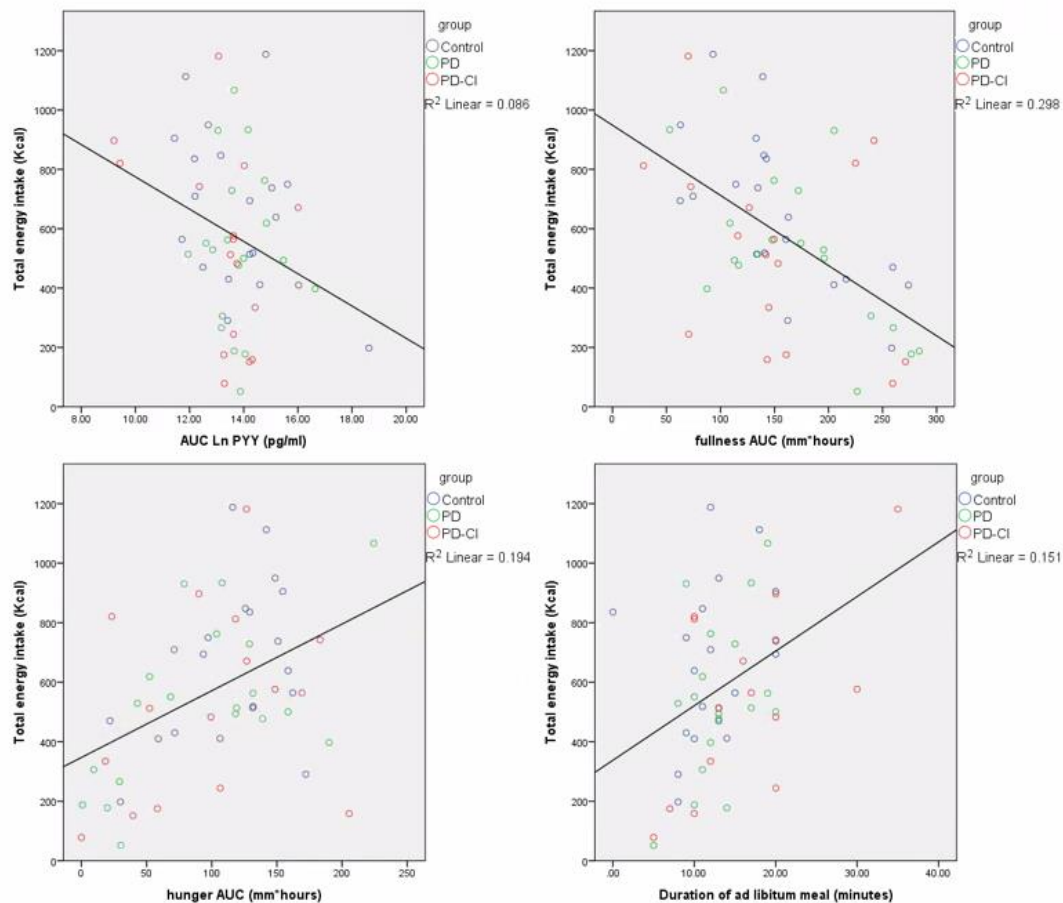 group
Control
PD
PD-CI
R² Linear = 0.086
1200
1000
800
600
400
200
0
Total energy intake (Kcal)
8.00 10.00 12.00 14.00 16.00 18.00 20.00
AUC Ln PYY (pg/ml)
group
Control
PD
PD-CI
R² Linear = 0.298
1200
1000
800
600
400
200
0
Total energy intake (Kcal)
0 50 100 150 200 250 300
fullness AUC (mm*hours)
group
Control
PD
PD-CI
R² Linear = 0.194
1200
1000
800
600
400
200
0
Total energy intake (Kcal)
0 50 100 150 200 250
hunger AUC (mm*hours)
group
Control
PD
PD-CI
R² Linear = 0.151
1200
1000
800
600
400
200
0
Total energy intake (Kcal)
.00 10.00 20.00 30.00 40.00
Duration of ad libitum meal (minutes)